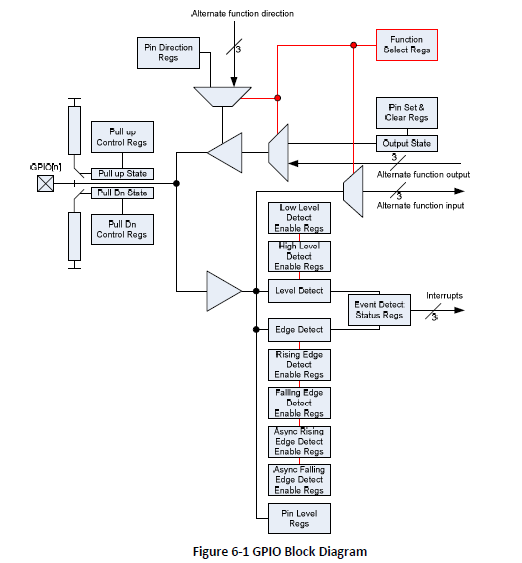 Alternate function direction
3
Pin Direction
Regs
Function
Select Regs
Pin Set &
Clear Regs
Output State
3
Alternate function output
3
Alternate function input
Pull up
Control Regs
GPIO[n]
Pull up State
Pull Dn State
Pull Dn
Control Regs
Low Level
Detect
Enable Regs
High Level
Detect
Enable Regs
Level Detect
Event Detect
Status Regs
Interrupts
3
Edge Detect
Rising Edge
Detect
Enable Regs
Falling Edge
Detect
Enable Regs
Async Rising
Edge Detect
Enable Regs
Async Falling
Edge Detect
Enable Regs
Pin Level
Regs
Figure 6-1 GPIO Block Diagram